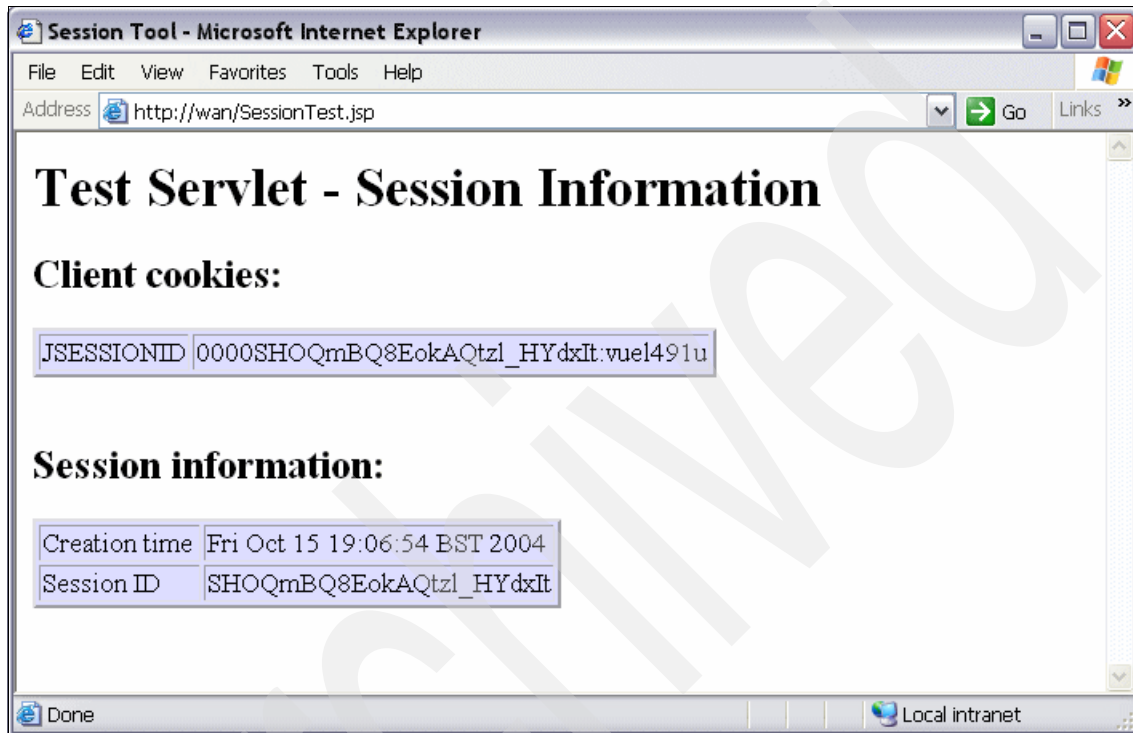 Session Tool - Microsoft Internet Explorer
File Edit View Favorites Tools Help
Address http://wan/SessionTest.jsp Go Links »
Test Servlet - Session Information
Client cookies:
JSESSIONID 0000SHOQmBQ8EokAQtzl_HYdxIt:vuel491u
Session information:
Creation time Fri Oct 15 19:06:54 BST 2004
Session ID SHOQmBQ8EokAQtzl_HYdxIt
Done Local intranet